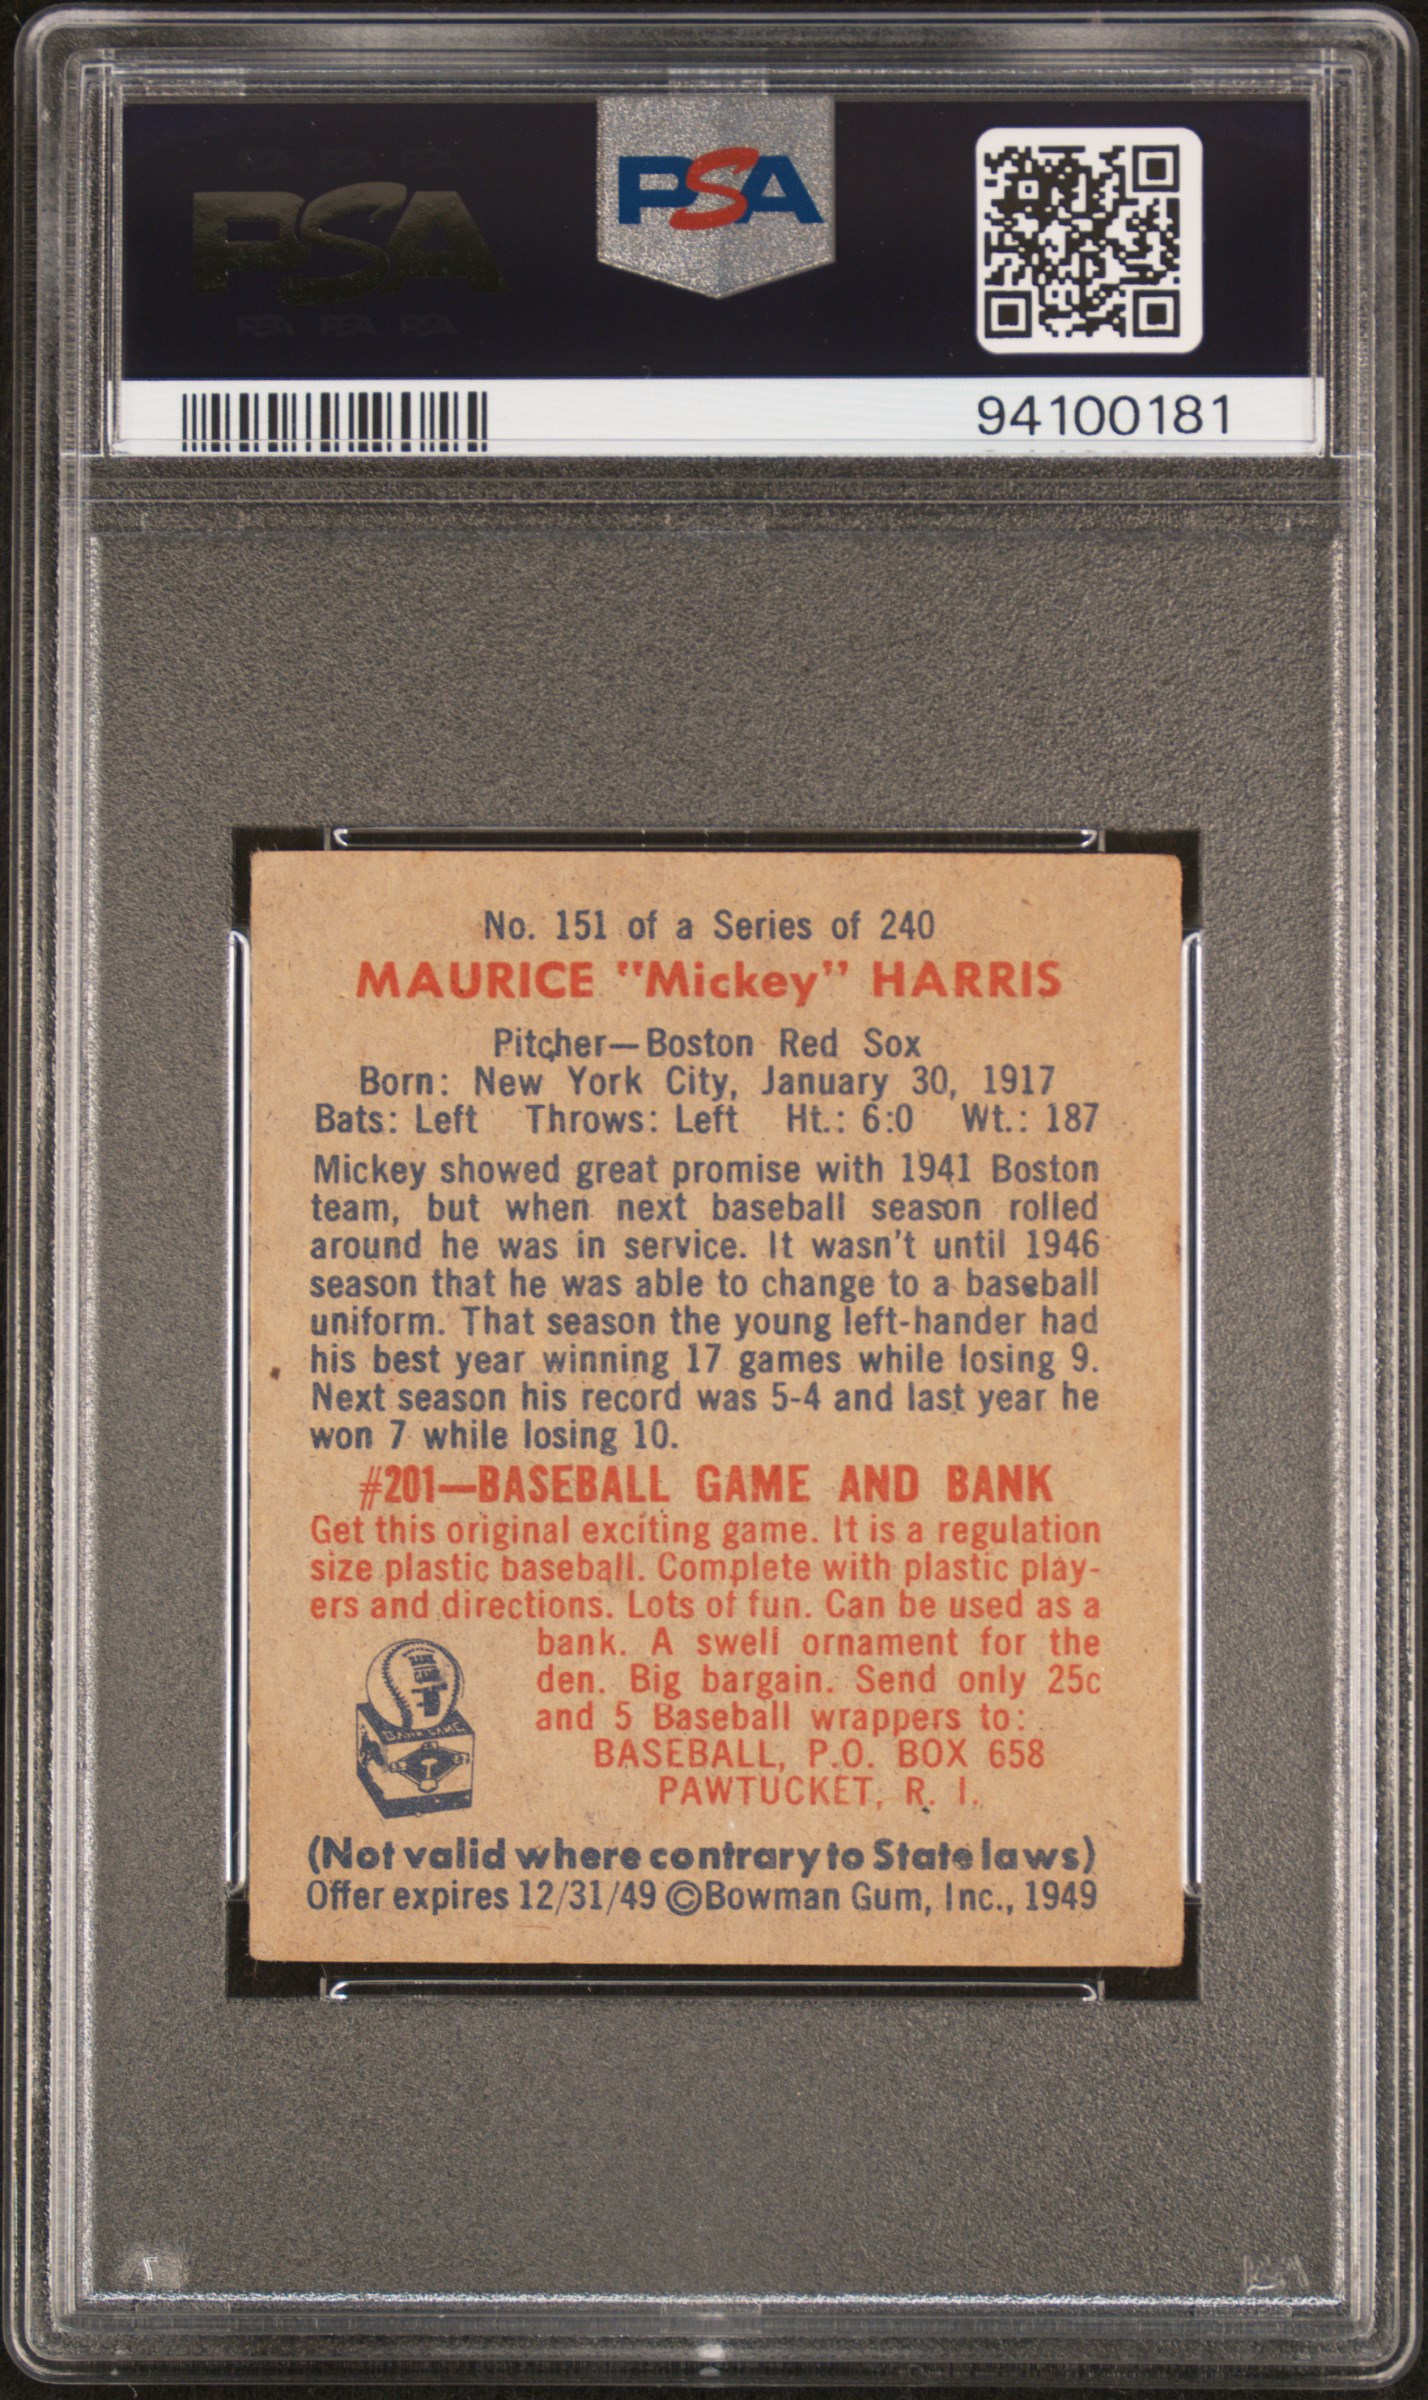 PSA
PSA
94100181
No. 151 of a Series of 240
MAURICE "Mickey" HARRIS
Pitcher—Boston Red Sox
Born: New York City, January 30, 1917
Bats: Left Throws: Left Ht.: 6:0 Wt.: 187
Mickey showed great promise with 1941 Boston
team, but when next baseball season rolled
around he was in service. It wasn't until 1946
season that he was able to change to a baseball
uniform. That season the young left-hander had
his best year winning 17 games while losing 9.
Next season his record was 5-4 and last year he
won 7 while losing 10.
#201—BASEBALL GAME AND BANK
Get this original exciting game. It is a regulation
size plastic baseball. Complete with plastic play-
ers and directions. Lots of fun. Can be used as a
bank. A swell ornament for the
den. Big bargain. Send only 25c
and 5 Baseball wrappers to:
BASEBALL, P.O. BOX 658
PAWTUCKET, R. I.
BANK
GAME
BANK GAME
(Not valid where contrary to State laws)
Offer expires 12/31/49 ©Bowman Gum, Inc., 1949